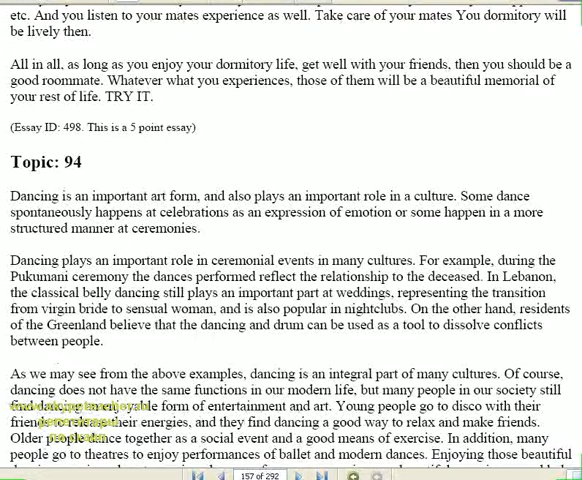 etc. And you listen to your mates experience as well. Take care of your mates You dormitory will
be lively then.
All in all, as long as you enjoy your dormitory life, get well with your friends, then you should be a
good roommate. Whatever what you experiences, those of them will be a beautiful memorial of
your rest of life. TRY IT.
(Essay ID: 498. This is a 5 point essay)
Topic: 94
Dancing is an important art form, and also plays an important role in a culture. Some dance
spontaneously happens at celebrations as an expression of emotion or some happen in a more
structured manner at ceremonies.
Dancing plays an important role in ceremonial events in many cultures. For example, during the
Pukumani ceremony the dances performed reflect the relationship to the deceased. In Lebanon,
the classical belly dancing still plays an important part at weddings, representing the transition
from virgin bride to sensual woman, and is also popular in nightclubs. On the other hand, residents
of the Greenland believe that the dancing and drum can be used as a tool to dissolve conflicts
between people.
As we may see from the above examples, dancing is an integral part of many cultures. Of course,
dancing does not have the same functions in our modern life, but many people in our society still
find dancing an enjoyable form of entertainment and art. Young people go to disco with their
their energies, and they find dancing a good way to relax and make friends.
Older dance together as a social event and a good means of exercise. In addition, many
people go to theatres to enjoy performances of ballet and modern dances. Enjoying those beautiful
157 of 292